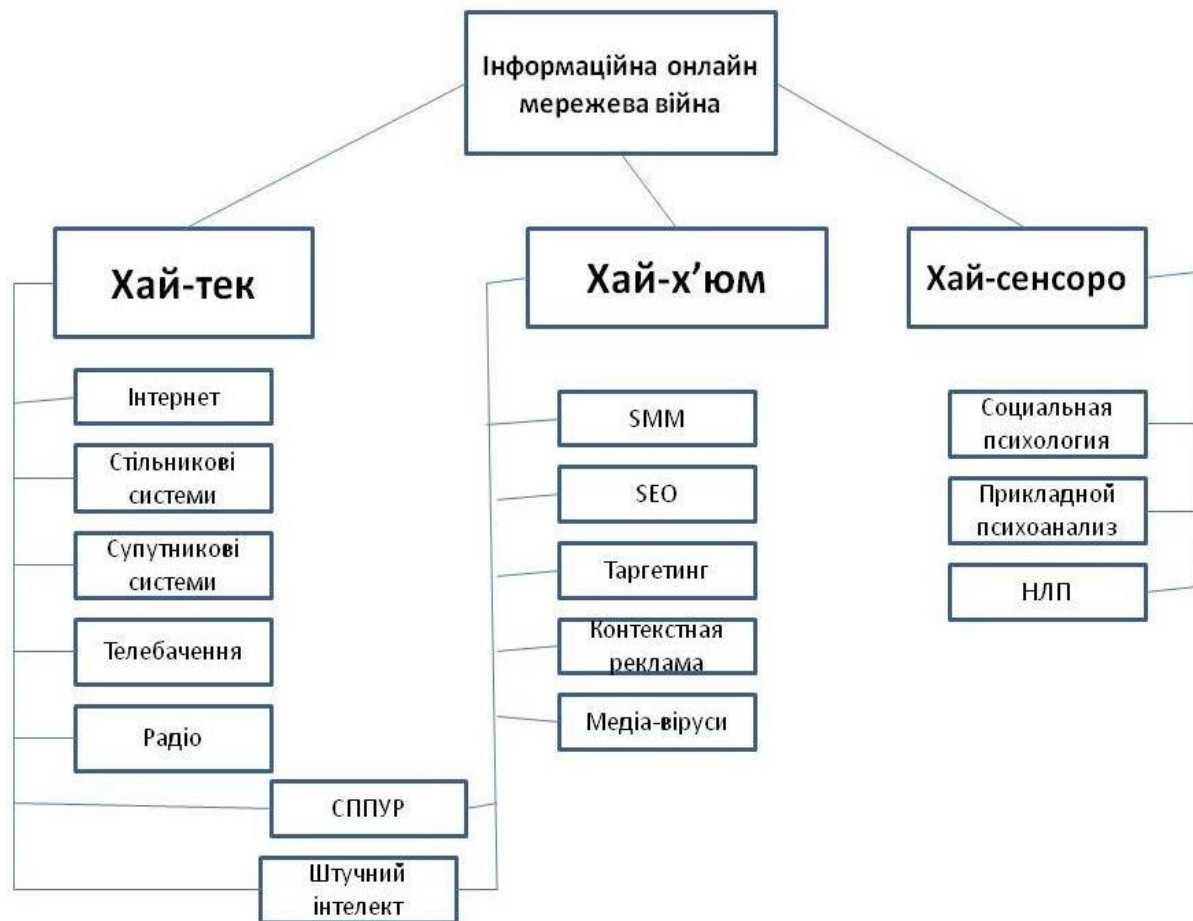 Інформаційна онлайн
мережева війна
Хай-тек
Хай-х’юм
Хай-сенсоро
Інтернет
Стільникові
системи
Супутникові
системи
Телебачення
Радіо
СППУР
Штучний
інтелект
SMM
SEO
Таргетинг
Контекстная
реклама
Медіа-віруси
Социальная
психология
Прикладной
психоанализ
НЛП